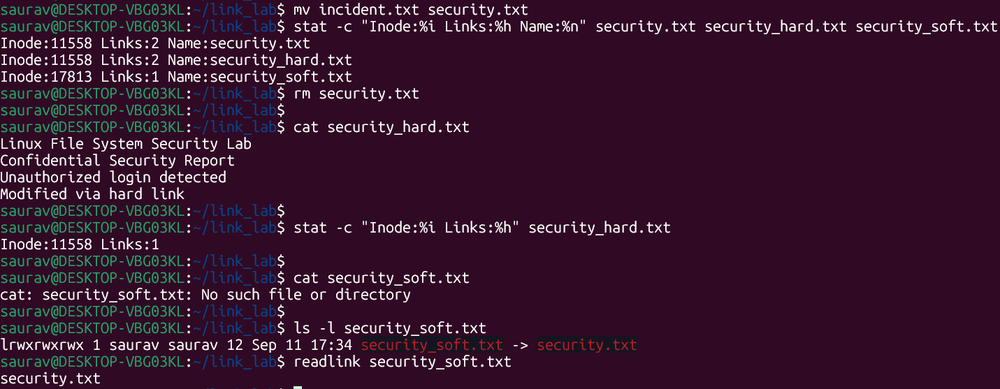 saurav@DESKTOP-VBG03KL:~/link_lab$ mv incident.txt security.txt
saurav@DESKTOP-VBG03KL:~/link_lab$ stat -c "Inode:%i Links:%h Name:%n" security.txt security_hard.txt security_soft.txt
Inode:11558 Links:2 Name:security.txt
Inode:11558 Links:2 Name:security_hard.txt
Inode:17813 Links:1 Name:security_soft.txt
saurav@DESKTOP-VBG03KL:~/link_lab$ rm security.txt
saurav@DESKTOP-VBG03KL:~/link_lab$
saurav@DESKTOP-VBG03KL:~/link_lab$ cat security_hard.txt
Linux File System Security Lab
Confidential Security Report
Unauthorized login detected
Modified via hard link
saurav@DESKTOP-VBG03KL:~/link_lab$
saurav@DESKTOP-VBG03KL:~/link_lab$ stat -c "Inode:%i Links:%h" security_hard.txt
Inode:11558 Links:1
saurav@DESKTOP-VBG03KL:~/link_lab$
saurav@DESKTOP-VBG03KL:~/link_lab$ cat security_soft.txt
cat: security_soft.txt: No such file or directory
saurav@DESKTOP-VBG03KL:~/link_lab$
saurav@DESKTOP-VBG03KL:~/link_lab$ ls -l security_soft.txt
lrwxrwxrwx 1 saurav saurav 12 Sep 11 17:34 security_soft.txt -> security.txt
saurav@DESKTOP-VBG03KL:~/link_lab$ readlink security_soft.txt
security.txt